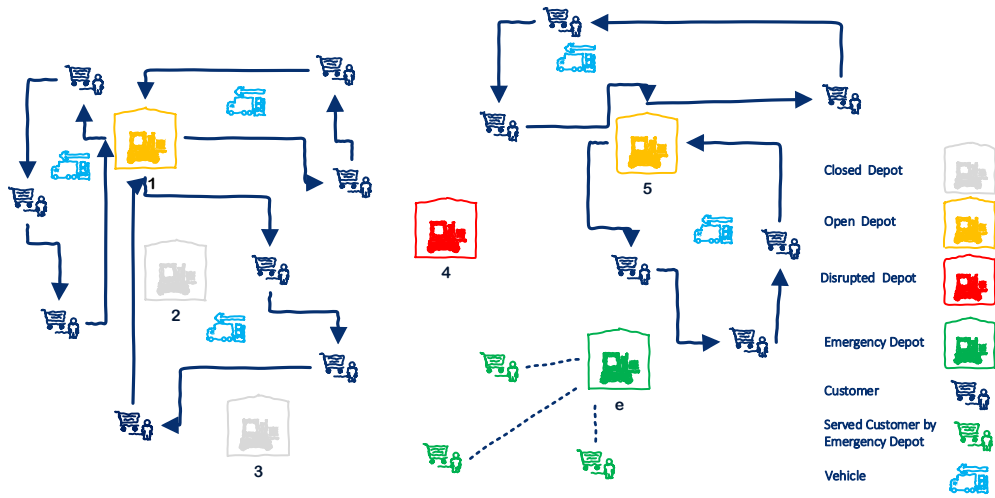 1
2
3
4
5
e
Closed Depot
Open Depot
Disrupted Depot
Emergency Depot
Customer
Served Customer by
Emergency Depot
Vehicle